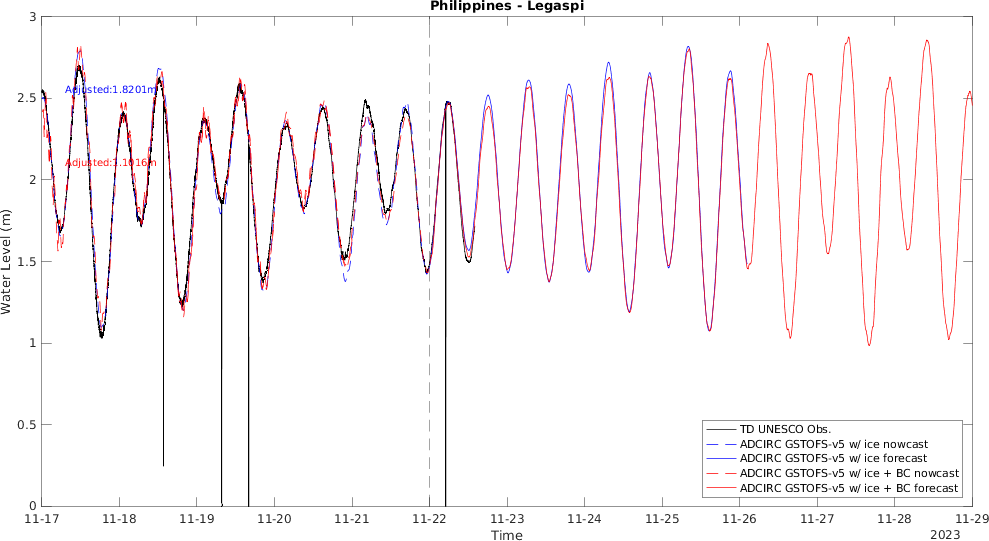 Philippines - Legaspi
3
2.5
2
1.5
1
0.5
0
Water Level (m)
Adjusted:1.8201m
Adjusted:1.1016m
TD UNESCO Obs.
ADCIRC GSTOFS-v5 w/ ice nowcast
ADCIRC GSTOFS-v5 w/ ice forecast
ADCIRC GSTOFS-v5 w/ ice + BC nowcast
ADCIRC GSTOFS-v5 w/ ice + BC forecast
11-17 11-18 11-19 11-20 11-21 11-22 11-23 11-24 11-25 11-26 11-27 11-28 11-29
Time
2023